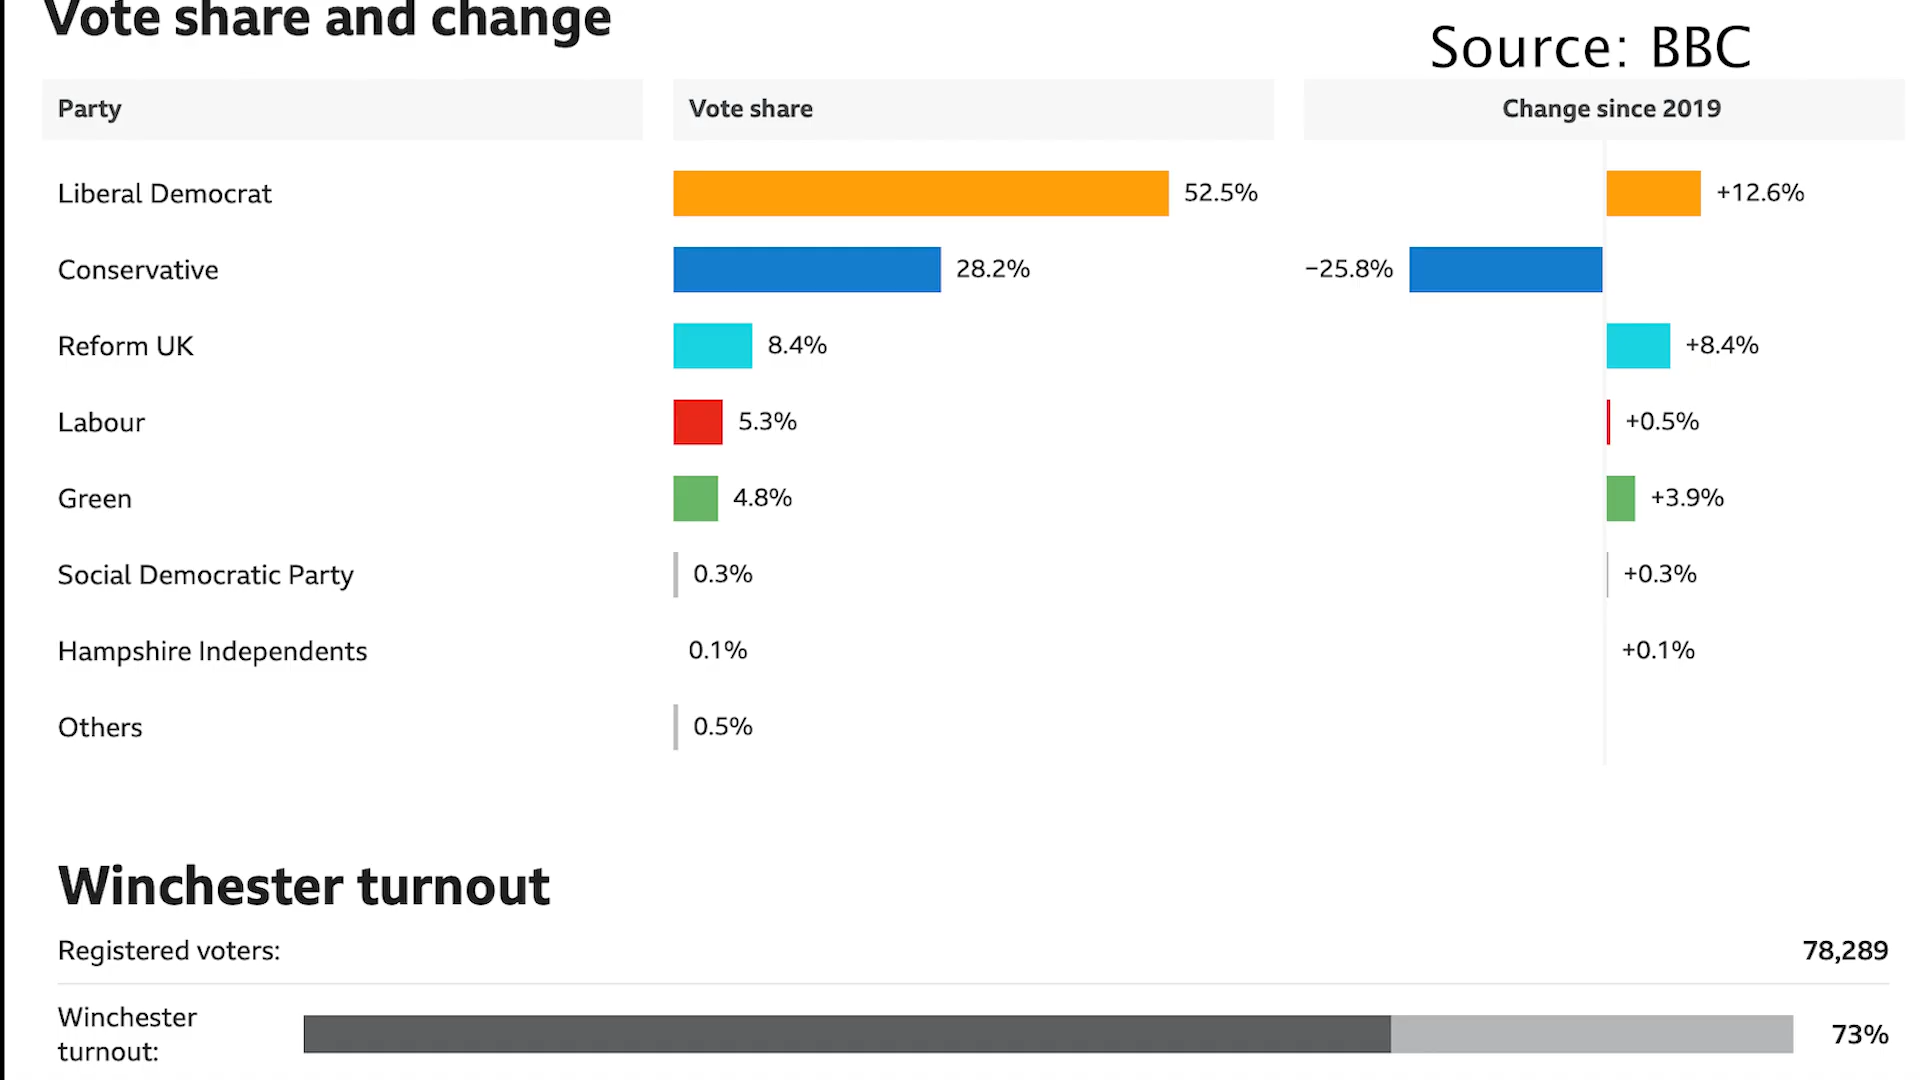 Vote share and change
Source: BBC
Party Vote share Change since 2019
Liberal Democrat 52.5% +12.6%
Conservative 28.2% −25.8%
Reform UK 8.4% +8.4%
Labour 5.3% +0.5%
Green 4.8% +3.9%
Social Democratic Party 0.3% +0.3%
Hampshire Independents 0.1% +0.1%
Others 0.5%
Winchester turnout
Registered voters: 78,289
Winchester
turnout: 73%